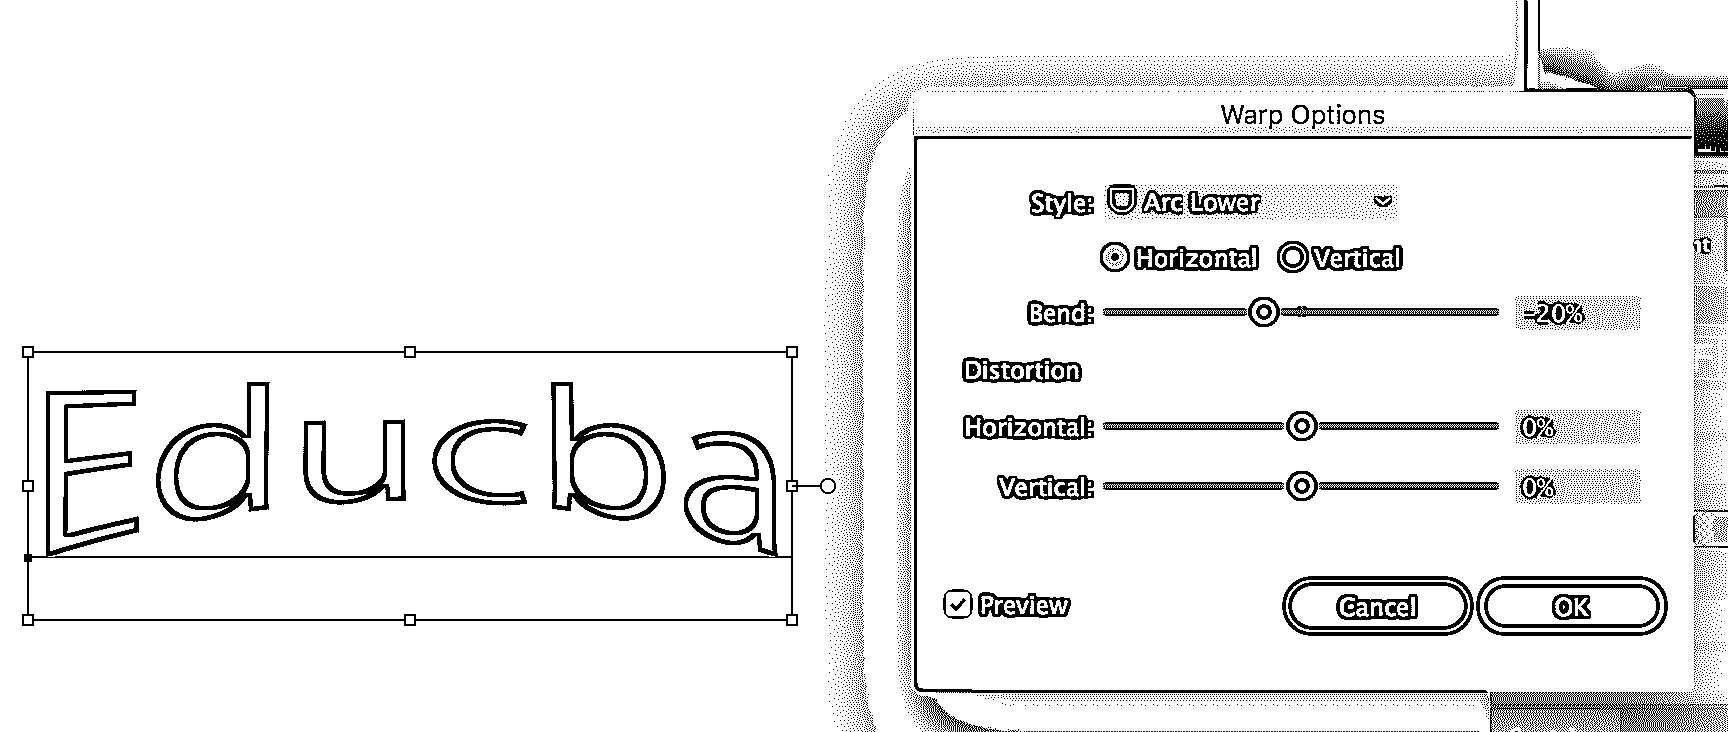 Warp Options
Style: Arc Lower
Horizontal Vertical
Bend: -20%
Distortion
Horizontal: 0%
Vertical: 0%
Preview Cancel OK
Educba